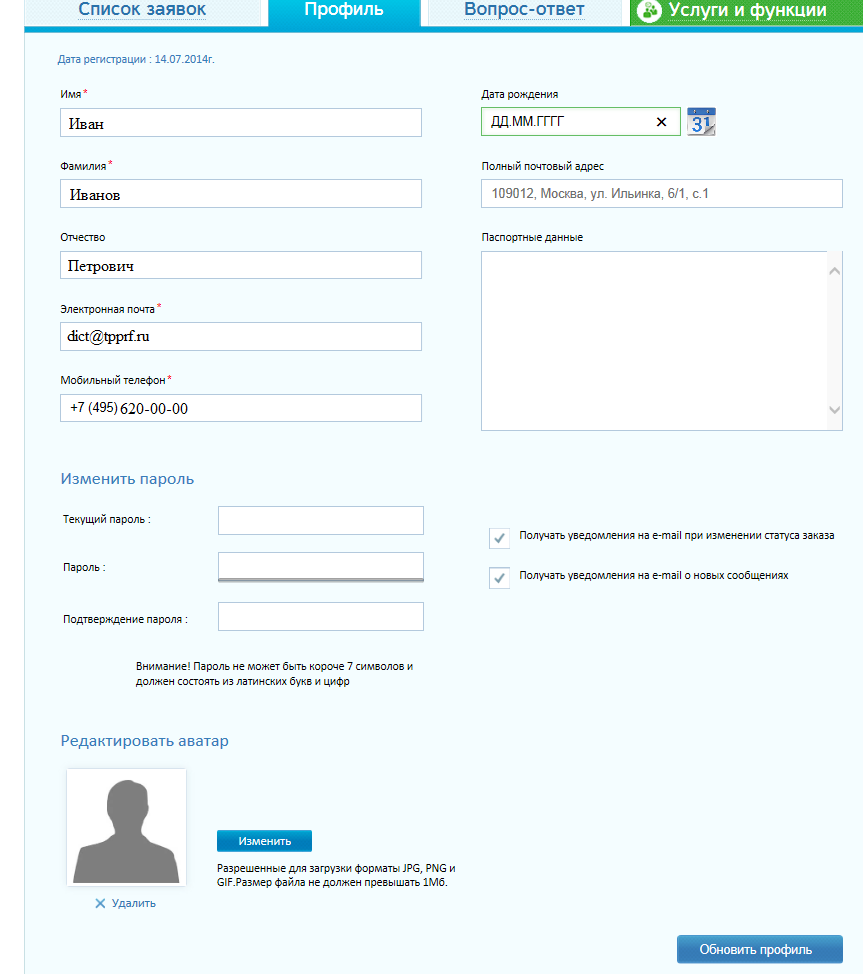 Список заявок
Профиль
Вопрос-ответ
Услуги и функции
Дата регистрации : 14.07.2014г.
Имя*
Иван
Фамилия*
Иванов
Отчество
Петрович
Электронная почта*
dict@tpprf.ru
Мобильный телефон*
+7 (495) 620-00-00
Дата рождения
ДД.ММ.ГГГГ
31
Полный почтовый адрес
109012, Москва, ул. Ильинка, 6/1, с.1
Паспортные данные
Изменить пароль
Текущий пароль :
Пароль :
Подтверждение пароля :
Внимание! Пароль не может быть короче 7 символов и
должен состоять из латинских букв и цифр
Получать уведомления на e-mail при изменении статуса заказа
Получать уведомления на e-mail о новых сообщениях
Редактировать аватар
Изменить
Разрешенные для загрузки форматы JPG, PNG и
GIF.Размер файла не должен превышать 1Мб.
Удалить
Обновить профиль